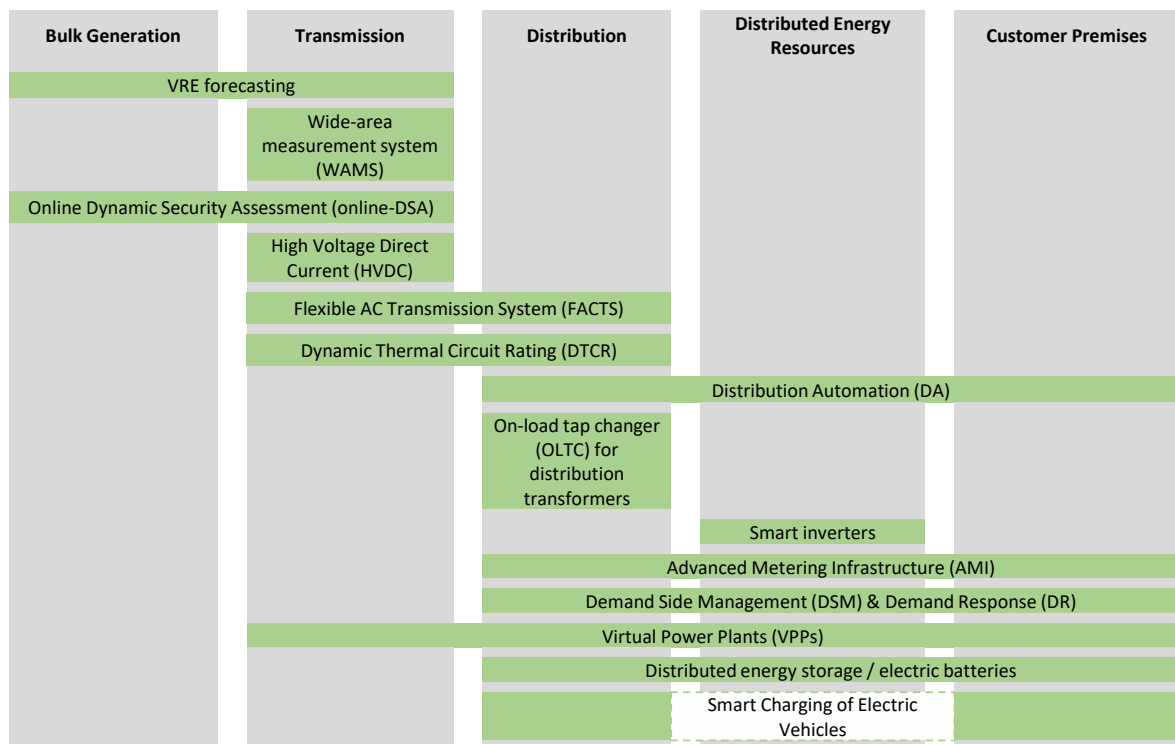 Bulk Generation
Transmission
Distribution
Distributed Energy
Resources
Customer Premises
VRE forecasting
Wide-area
measurement system
(WAMS)
Online Dynamic Security Assessment (online-DSA)
High Voltage Direct
Current (HVDC)
Flexible AC Transmission System (FACTS)
Dynamic Thermal Circuit Rating (DTCR)
Distribution Automation (DA)
On-load tap changer
(OLTC) for
distribution
transformers
Smart inverters
Advanced Metering Infrastructure (AMI)
Demand Side Management (DSM) & Demand Response (DR)
Virtual Power Plants (VPPs)
Distributed energy storage / electric batteries
Smart Charging of Electric
Vehicles